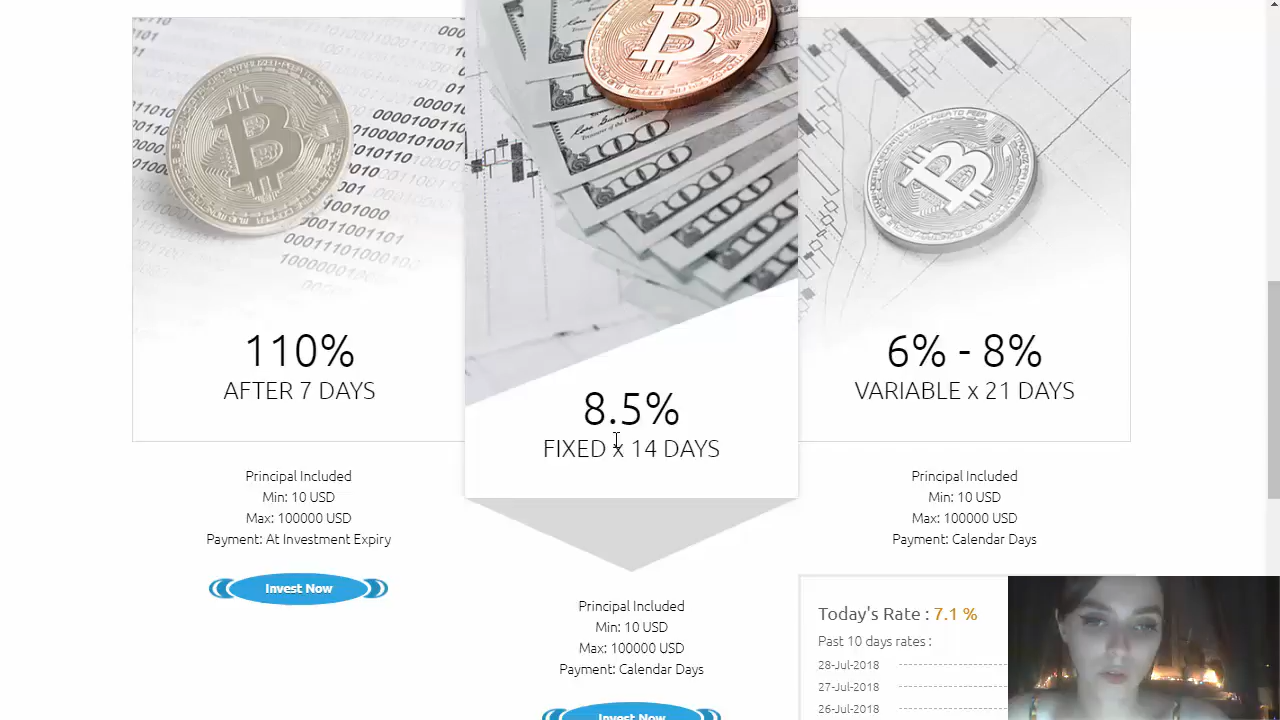 110%
AFTER 7 DAYS
Principal Included
Min: 10 USD
Max: 100000 USD
Payment: At Investment Expiry
Invest Now
8.5%
FIXED x 14 DAYS
Principal Included
Min: 10 USD
Max: 100000 USD
Payment: Calendar Days
Invest Now
6% - 8%
VARIABLE x 21 DAYS
Principal Included
Min: 10 USD
Max: 100000 USD
Payment: Calendar Days
Today's Rate : 7.1 %
Past 10 days rates :
28-Jul-2018
27-Jul-2018
26-Jul-2018